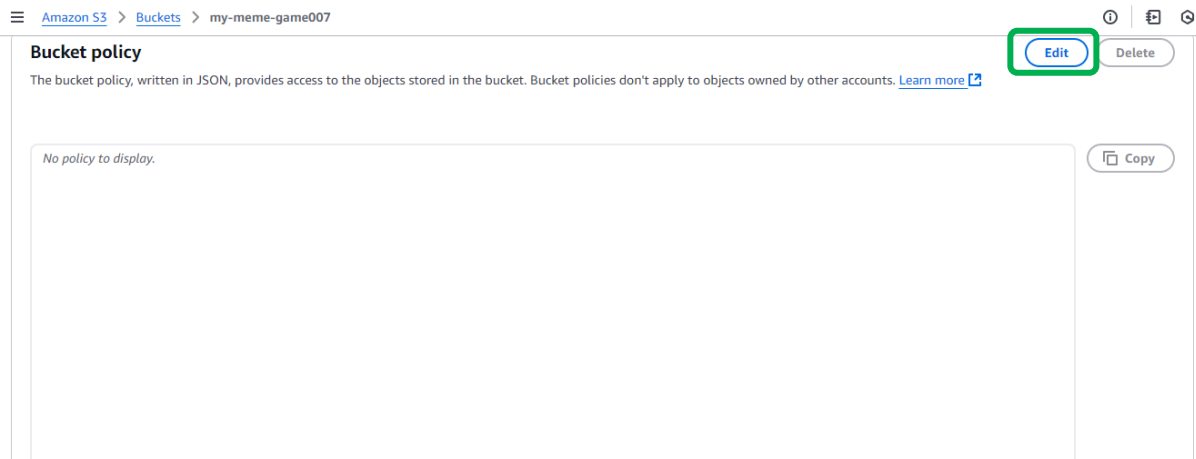 Amazon S3 > Buckets > my-meme-game007
Bucket policy
Edit
Delete
The bucket policy, written in JSON, provides access to the objects stored in the bucket. Bucket policies don't apply to objects owned by other accounts. Learn more
No policy to display.
Copy